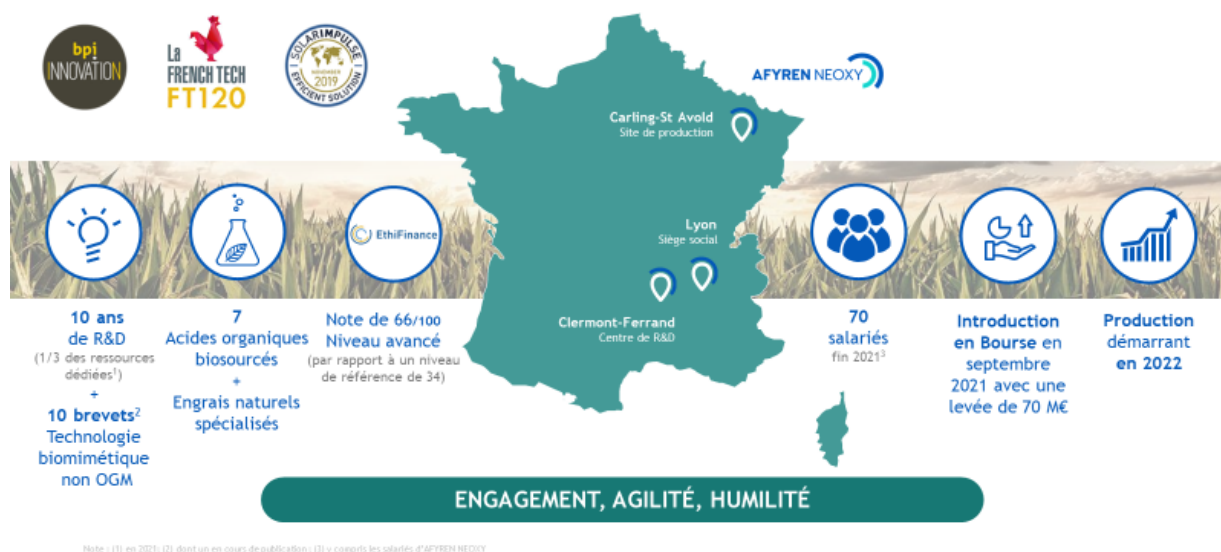 bpi
INNOVATION
La
FRENCH TECH
FT120
SOLARIMPULSE
NOVEMBER
2019
EFFICIENT SOLUTION
AFYREN NEOXY
Carling-St Avold
Site de production
Lyon
Siège social
Clermont-Ferrand
Centre de R&D
EthiFinance
10 ans
de R&D
(1/3 des ressources
dédiées¹)
+
10 brevets²
Technologie
biomimétique
non OGM
7
Acides organiques
biosourcés
+
Engrais naturels
spécialisés
Note de 66/100
Niveau avancé
(par rapport à un niveau
de référence de 34)
70
salariés
fin 2021³
Introduction
en Bourse en
septembre
2021 avec une
levée de 70 M€
Production
démarrant
en 2022
ENGAGEMENT, AGILITÉ, HUMILITÉ
Note : (1) en 2021; (2) dont un en cours de publication ; (3) y compris les salariés d'AFYREN NEOXY